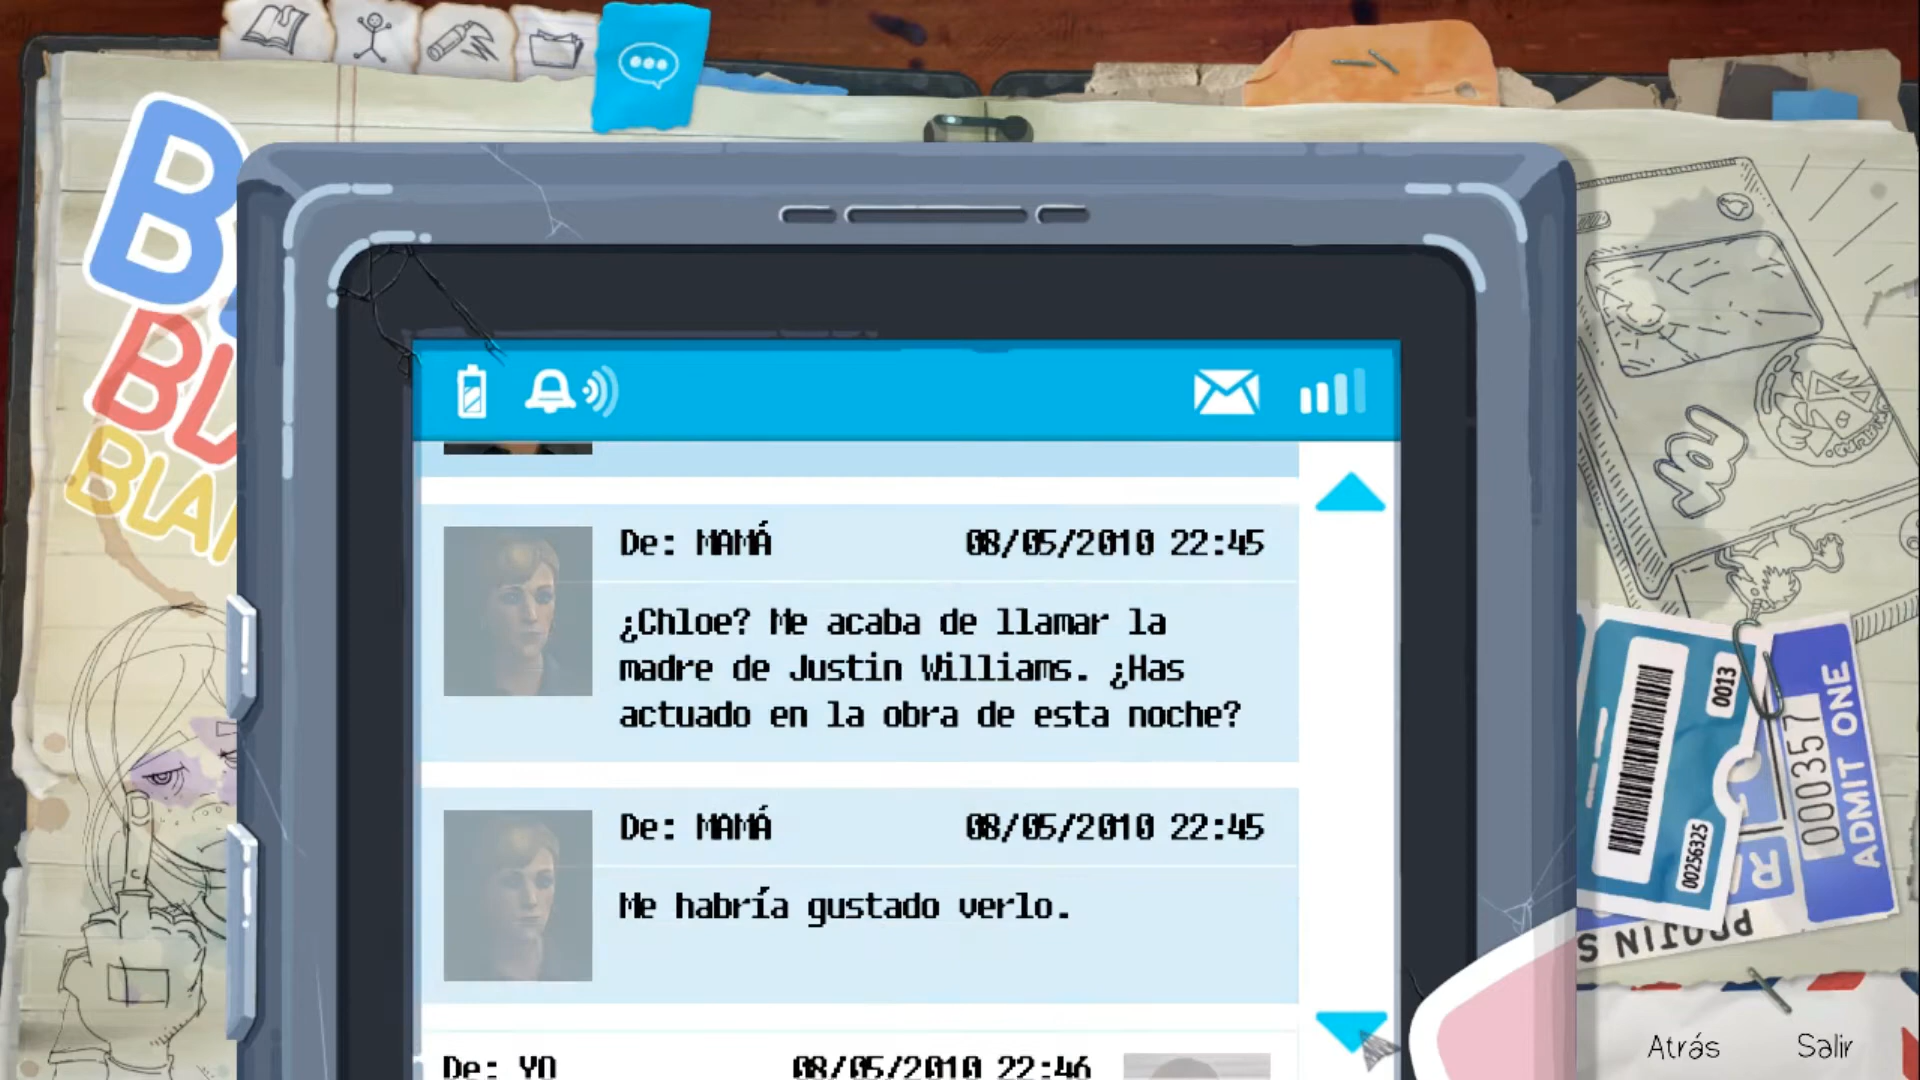 De: MAMÁ 08/05/2010 22:45
¿Chloe? Me acaba de llamar la
madre de Justin Williams. ¿Has
actuado en la obra de esta noche?
De: MAMÁ 08/05/2010 22:45
Me habría gustado verlo.
De: YO 08/05/2010 22:46
0013
00256325
000357
ADMIT ONE
Atrás Salir